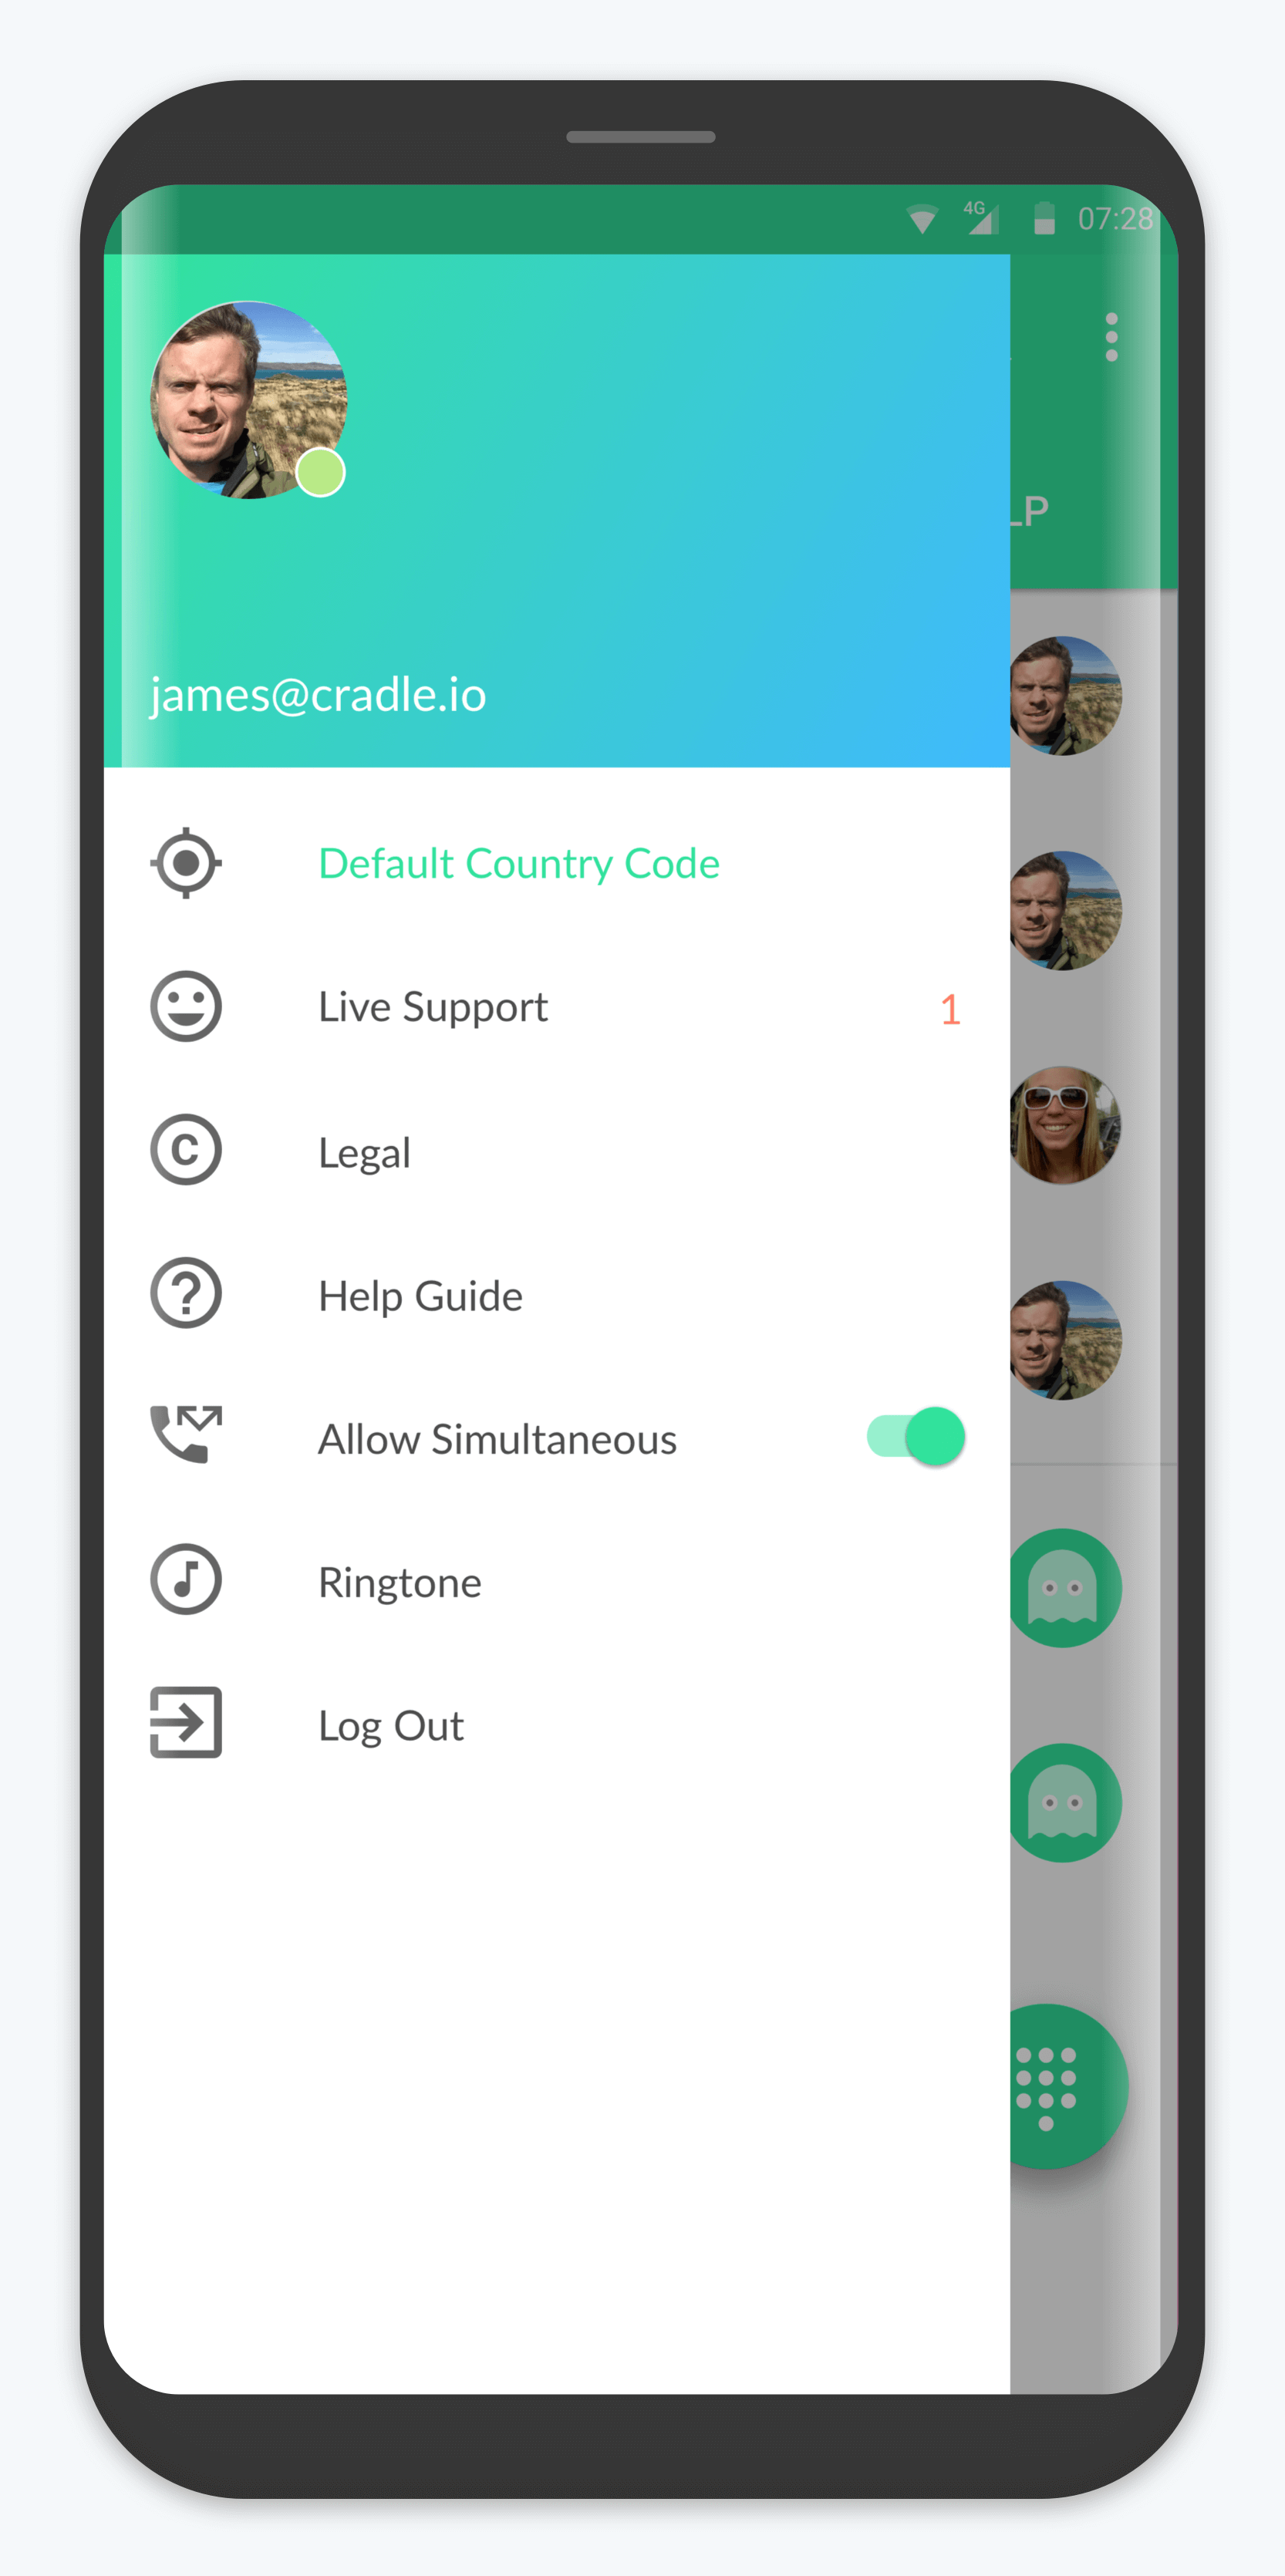 4G 07:28
LP
james@cradle.io
Default Country Code
Live Support 1
Legal
Help Guide
Allow Simultaneous
Ringtone
Log Out